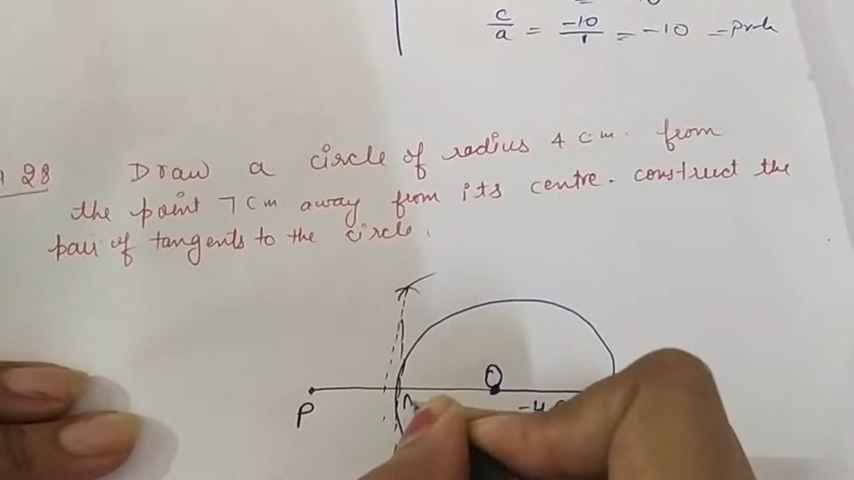 c/a = -10/1 = -10 -
28 Draw a circle of radius 4 cm. from
the point 7 cm away from its centre. construct the
pair of tangents to the circle.
O
P
-4